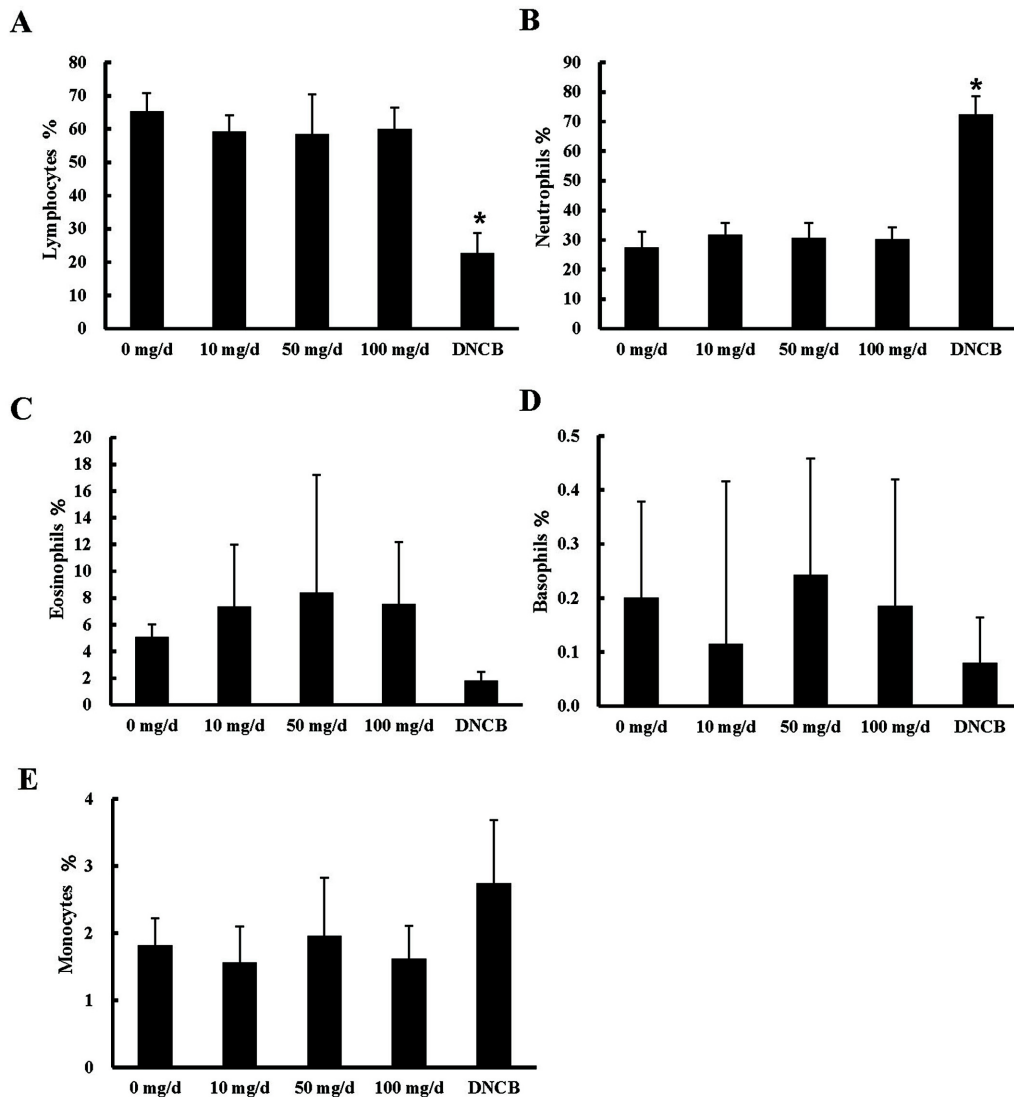 A
Lymphocytes %
80
70
60
50
40
30
20
10
0
*
0 mg/d 10 mg/d 50 mg/d 100 mg/d DNCB
B
Neutrophils %
90
80
70
60
50
40
30
20
10
0
*
0 mg/d 10 mg/d 50 mg/d 100 mg/d DNCB
C
Eosinophils %
20
18
16
14
12
10
8
6
4
2
0
0 mg/d 10 mg/d 50 mg/d 100 mg/d DNCB
D
Basophils %
0.5
0.4
0.3
0.2
0.1
0.0
0 mg/d 10 mg/d 50 mg/d 100 mg/d DNCB
E
Monocytes %
4
3
2
1
0
0 mg/d 10 mg/d 50 mg/d 100 mg/d DNCB